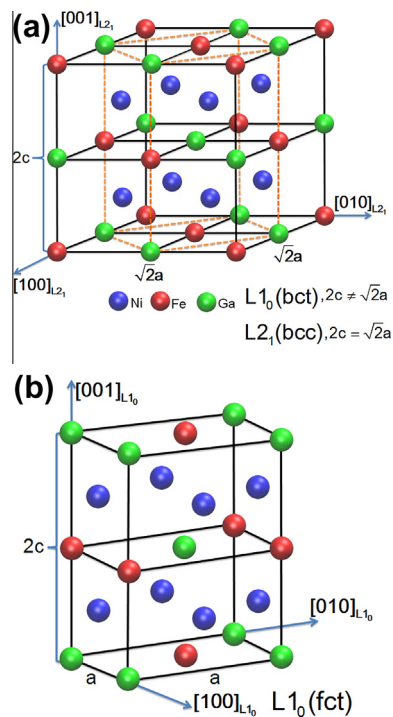 (a)
[001]L2₁
2c
[010]L2₁
√2a
√2a
[100]L2₁
Ni Fe Ga
L1₀(bct),2c ≠ √2a
L2₁(bcc),2c = √2a
(b)
[001]L1₀
2c
[010]L1₀
a
a
[100]L1₀
L1₀(fct)